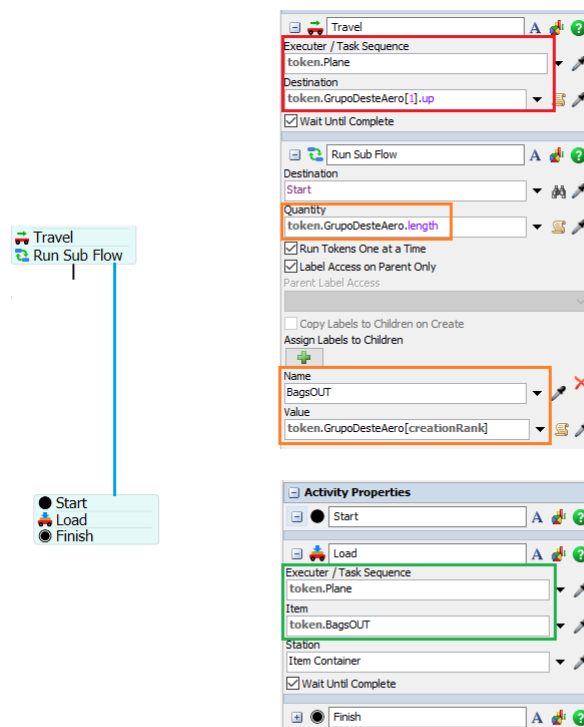 Travel
Run Sub Flow
Start
Load
Finish
Travel
Executer / Task Sequence
token.Plane
Destination
token.GrupoDesteAero[1].up
Wait Until Complete
Run Sub Flow
Destination
Start
Quantity
token.GrupoDesteAero.length
Run Tokens One at a Time
Label Access on Parent Only
Parent Label Access
Copy Labels to Children on Create
Assign Labels to Children
Name
BagsOUT
Value
token.GrupoDesteAero[creationRank]
Activity Properties
Start
Load
Executer / Task Sequence
token.Plane
Item
token.BagsOUT
Station
Item Container
Wait Until Complete
Finish